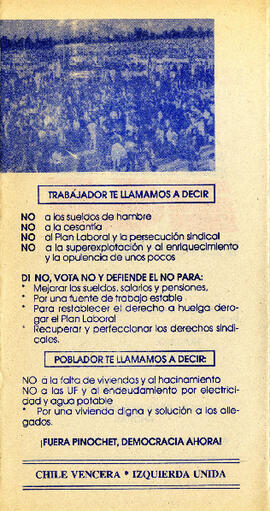 TRABAJADOR TE LLAMAMOS A DECIR
NO a los sueldos de hambre
NO a la cesantía
NO al Plan Laboral y la persecución sindical
NO a la superexplotación y al enriquecimiento
y la opulencia de unos pocos
DI NO, VOTA NO Y DEFIENDE EL NO PARA:
* Mejorar los sueldos, salarios y pensiones,
* Por una fuente de trabajo estable
* Para restablecer el derecho a huelga dero-
gar el Plan Laboral
* Recuperar y perfeccionar los derechos sindi-
cales.
POBLADOR TE LLAMAMOS A DECIR:
NO a la falta de viviendas y al hacinamiento
NO a las UF y al endeudamiento por electrici-
dad y agua potable
* Por una vivienda digna y solución a los alle-
gados.
¡FUERA PINOCHET, DEMOCRACIA AHORA!
CHILE VENCERA * IZQUIERDA UNIDA